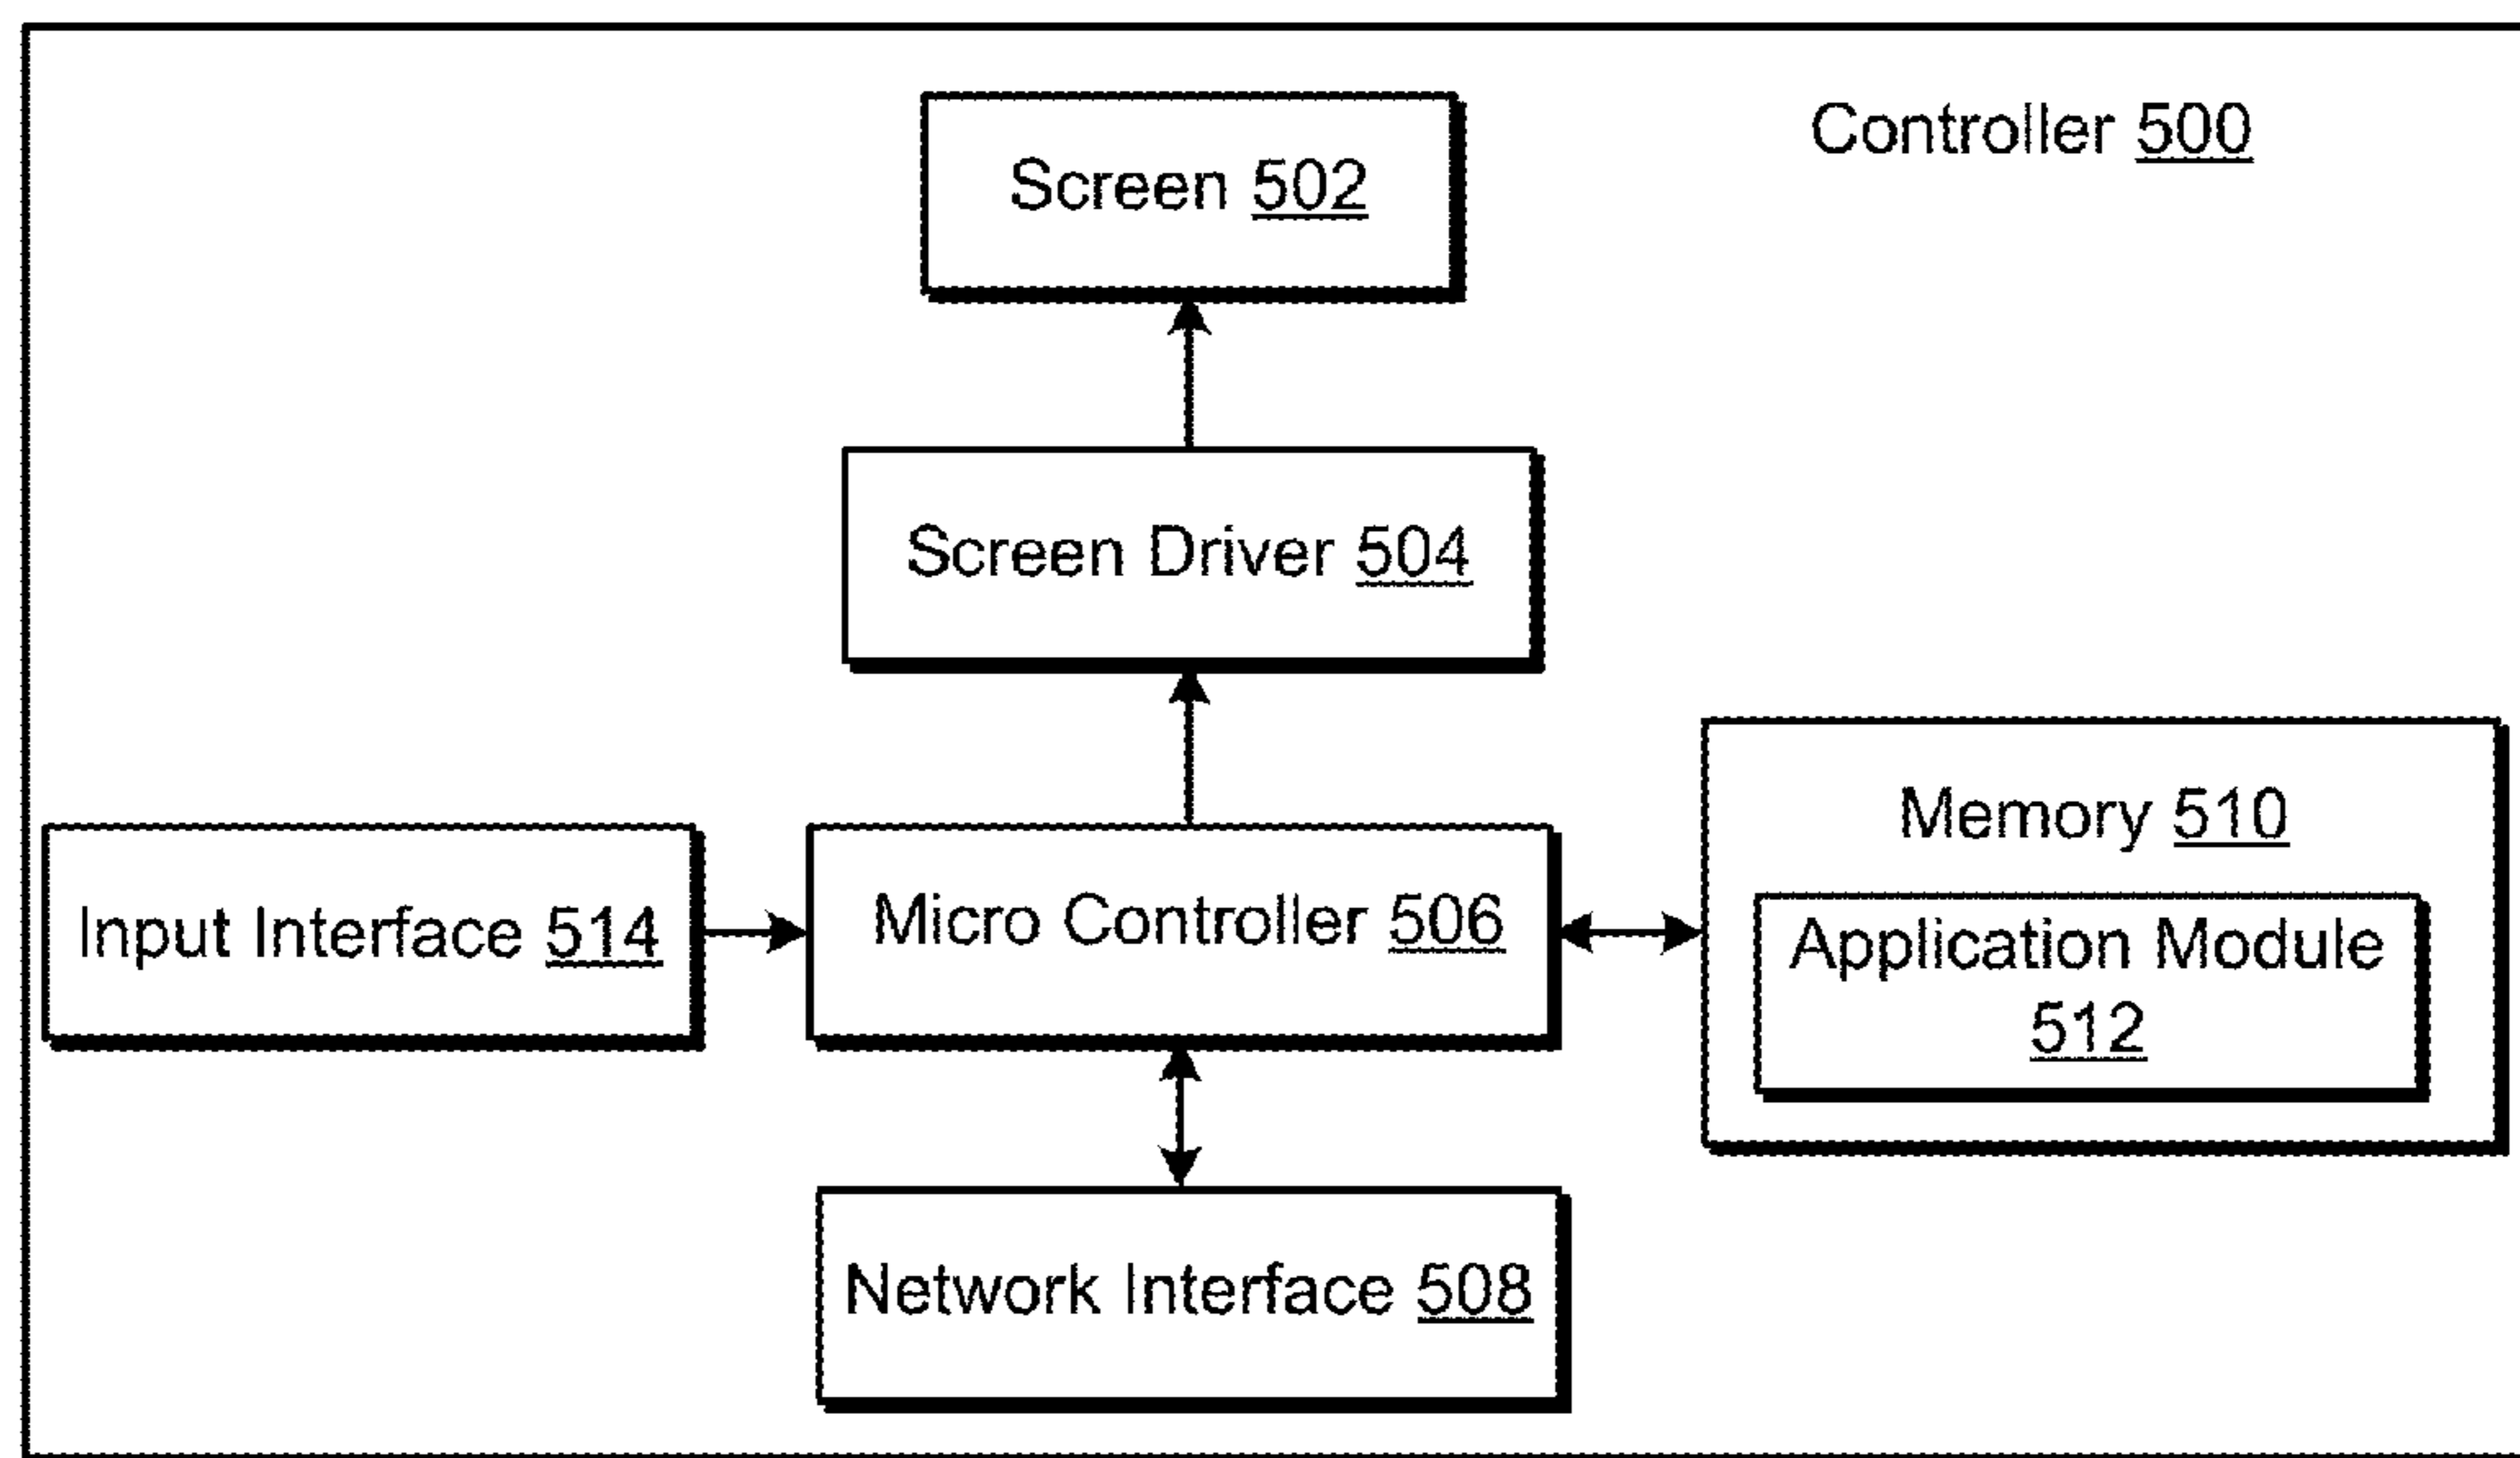 Controller 500
Screen 502
Screen Driver 504
Memory 510
Input Interface 514
Micro Controller 506
Application Module
512
Network Interface 508